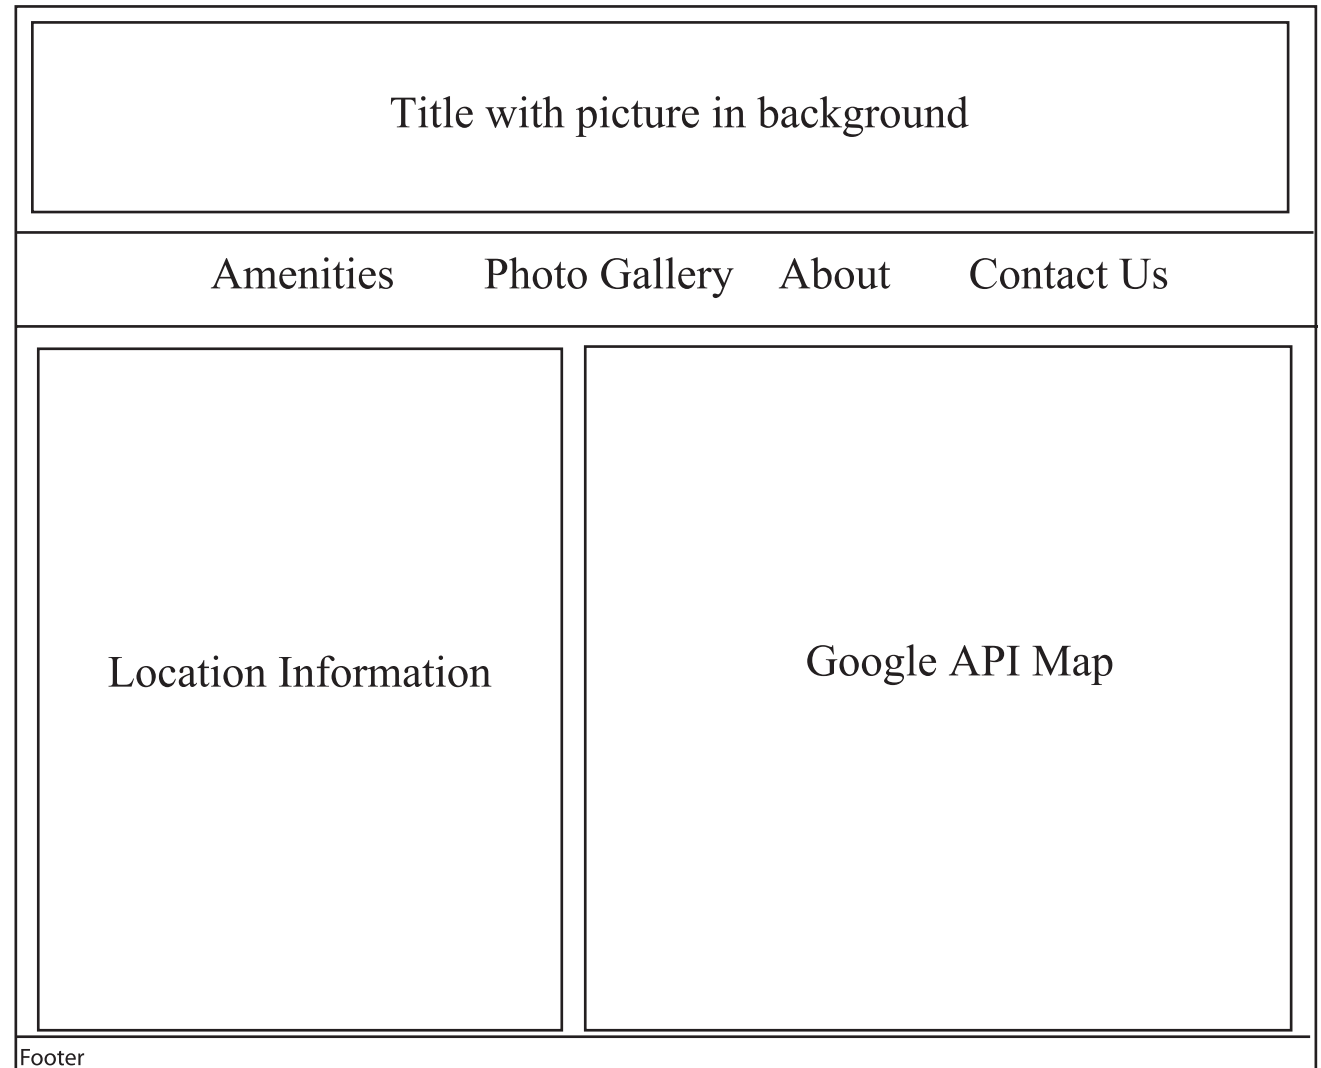 Title with picture in background
Amenities Photo Gallery About Contact Us
Location Information
Google API Map
Footer